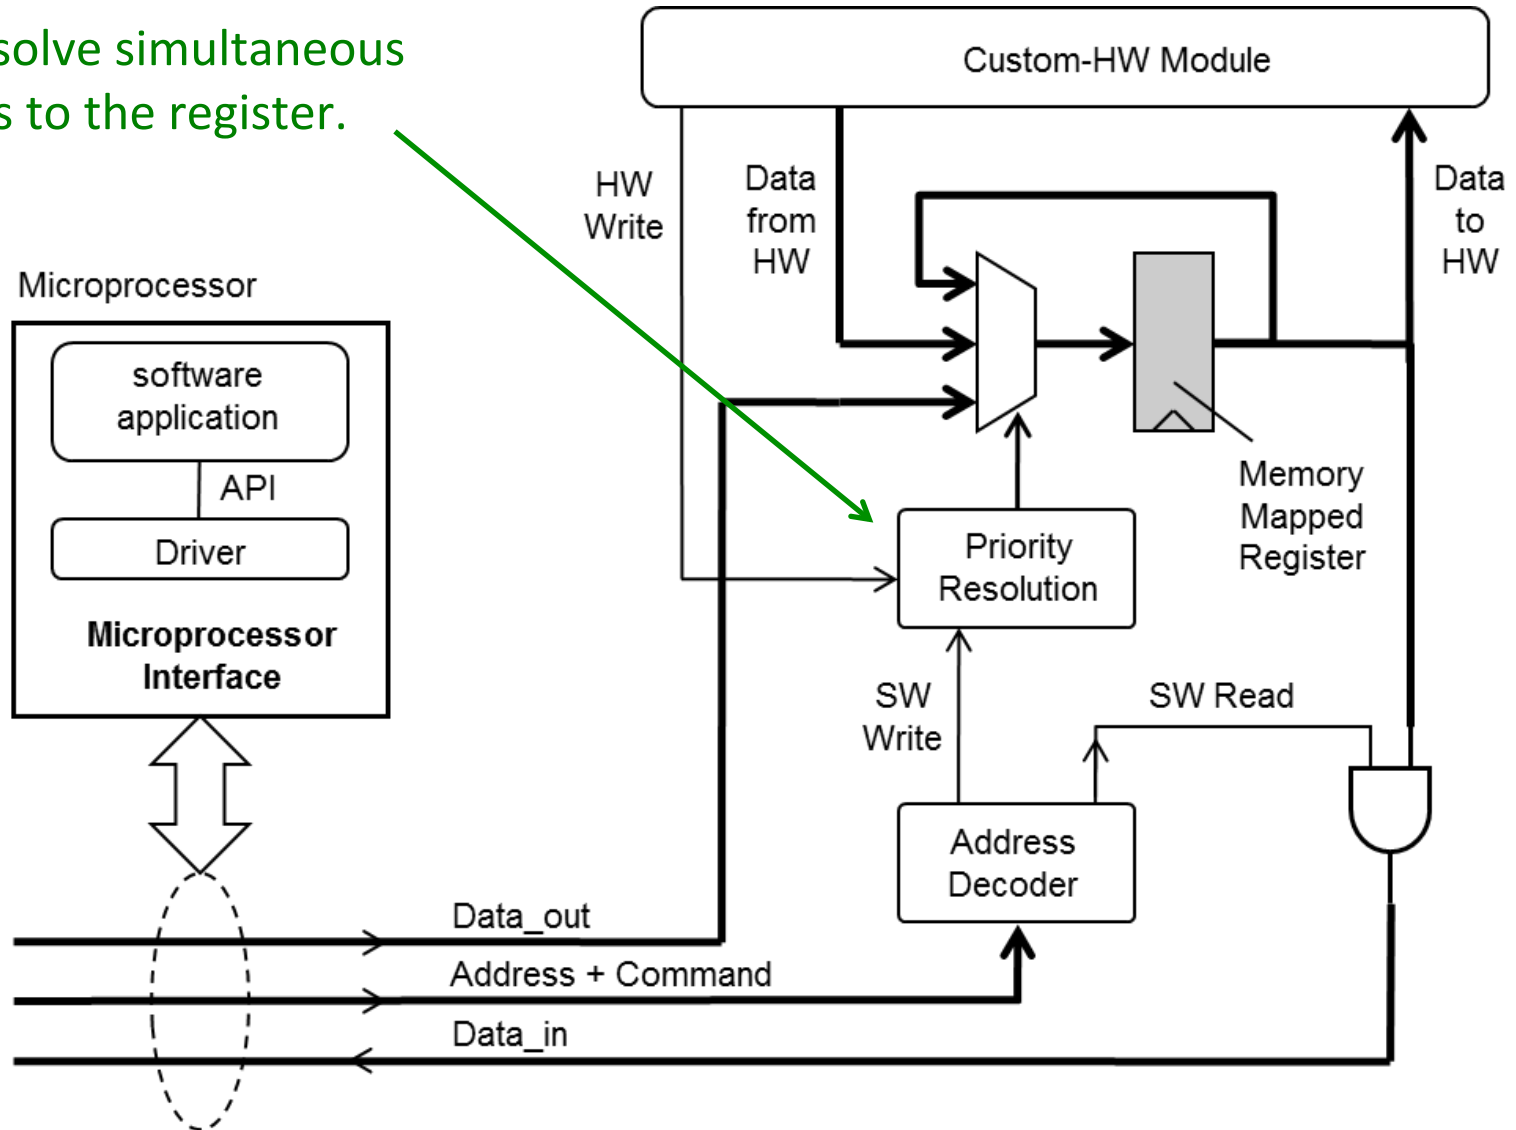 solve simultaneous
s to the register.
Custom-HW Module
HW
Write
Data
from
HW
Data
to
HW
Microprocessor
software
application
API
Driver
Microprocessor
Interface
Memory
Mapped
Register
Priority
Resolution
SW
Write
SW Read
Address
Decoder
Data_out
Address + Command
Data_in